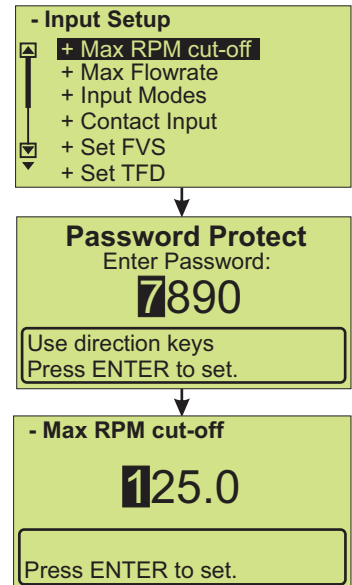 - Input Setup
+ Max RPM cut-off
+ Max Flowrate
+ Input Modes
+ Contact Input
+ Set FVS
+ Set TFD
Password Protect
Enter Password:
7890
Use direction keys
Press ENTER to set.
- Max RPM cut-off
125.0
Press ENTER to set.